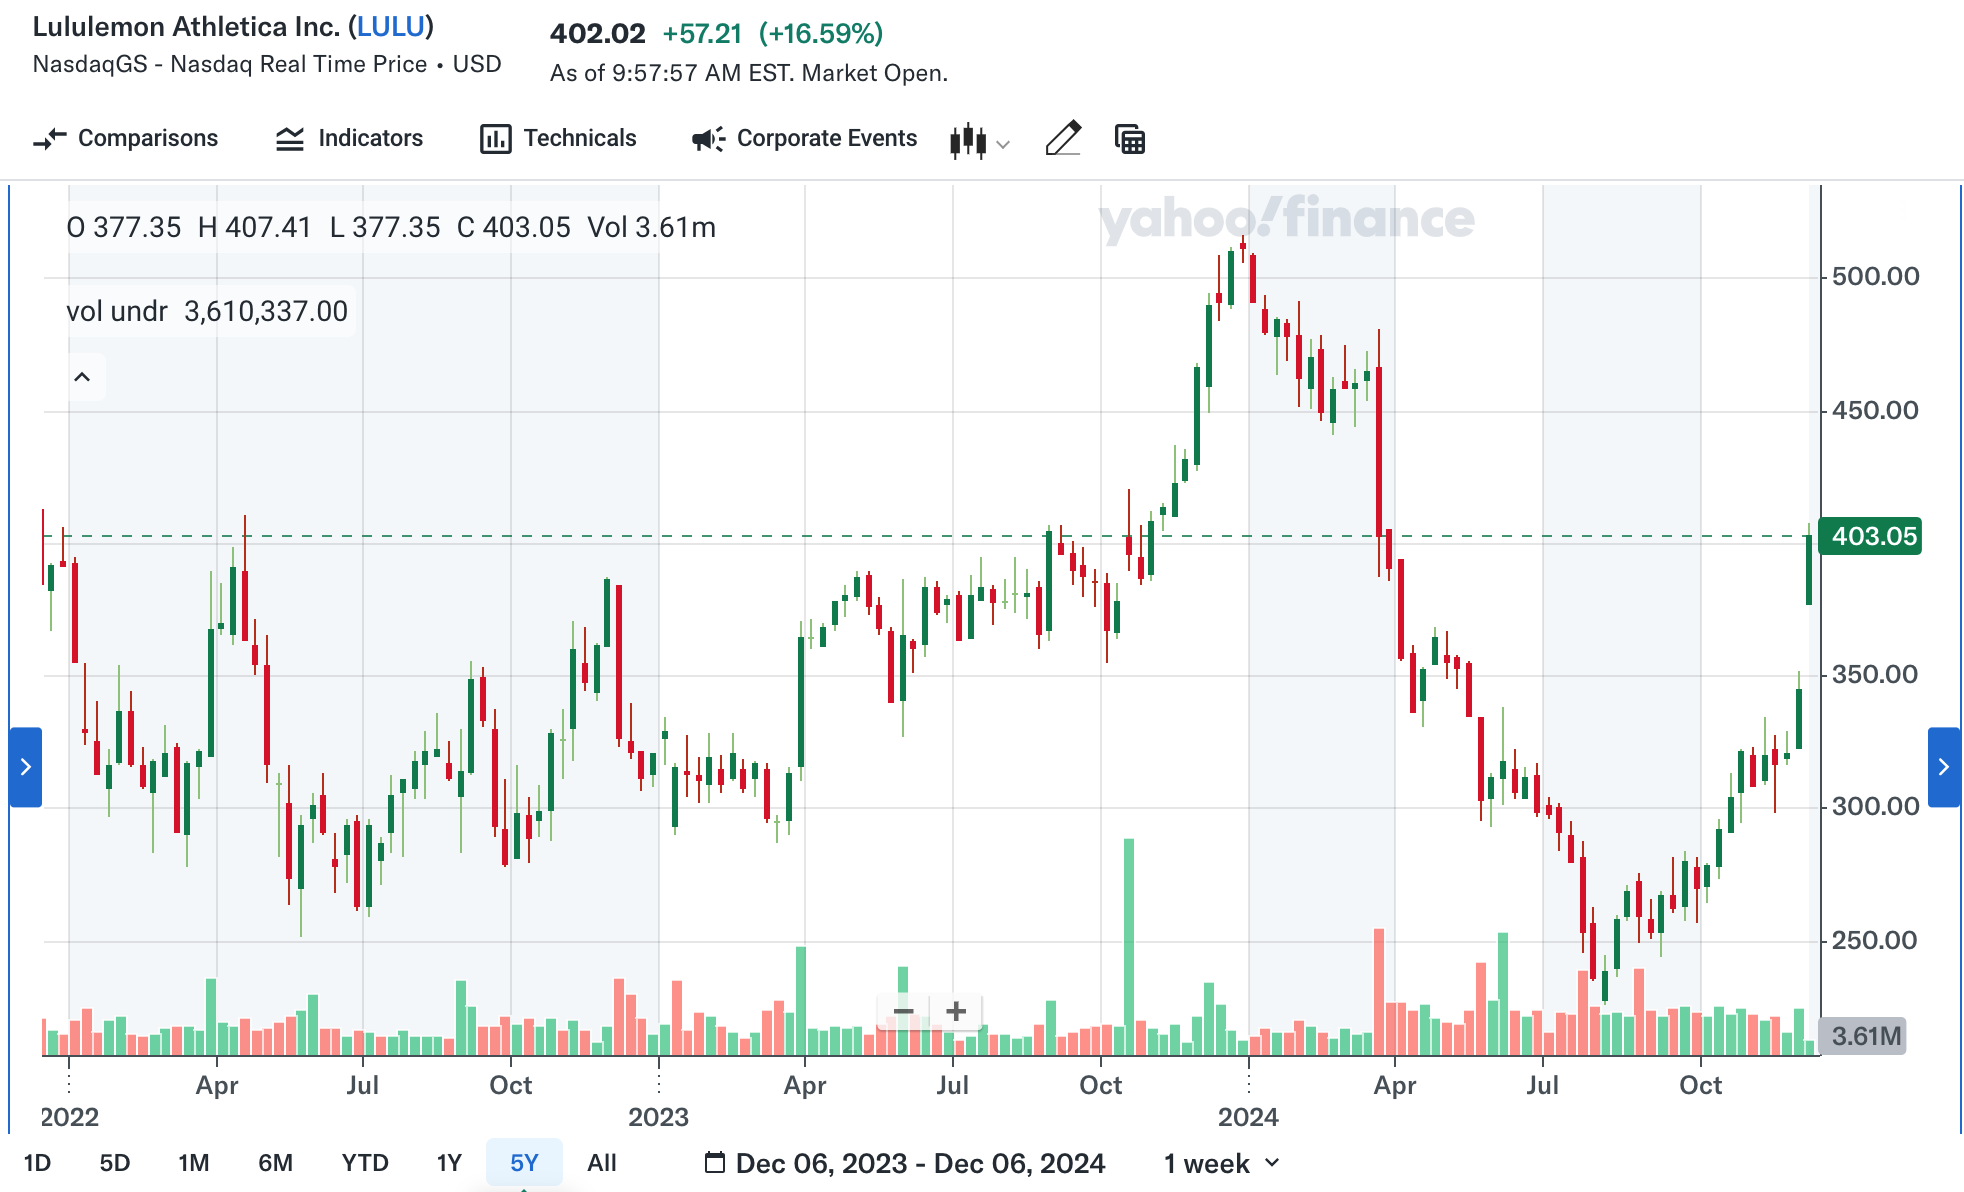 Lululemon Athletica Inc. (LULU)
402.02 +57.21 (+16.59%)
NasdaqGS - Nasdaq Real Time Price • USD
As of 9:57:57 AM EST. Market Open.
Comparisons Indicators Technicals Corporate Events
yahoo!finance
O 377.35 H 407.41 L 377.35 C 403.05 Vol 3.61m
vol undr 3,610,337.00
500.00
450.00
403.05
350.00
300.00
250.00
3.61M
Apr Jul Oct Apr Jul Oct Apr Jul Oct
2022 2023 2024
1D 5D 1M 6M YTD 1Y 5Y All Dec 06, 2023 - Dec 06, 2024 1 week